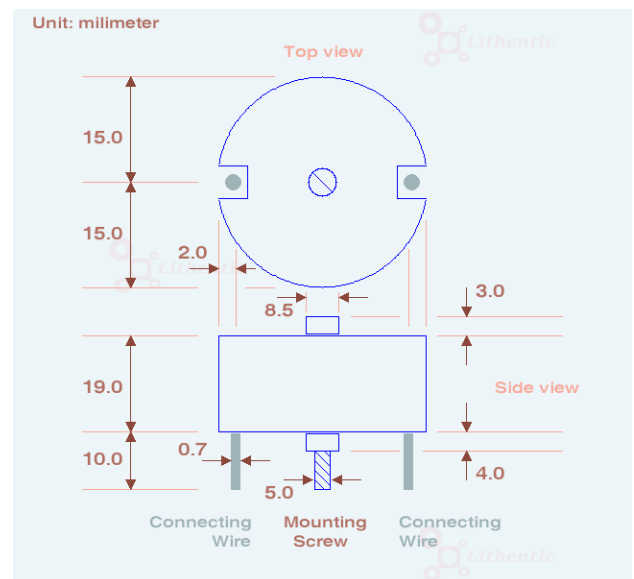 Unit: milimeter
Lithentic
Top view
15.0
15.0
2.0
Lithentic
8.5
3.0
19.0
Side view
10.0
0.7
5.0
4.0
Connecting Wire
Mounting Screw
Connecting Wire
Lithentic